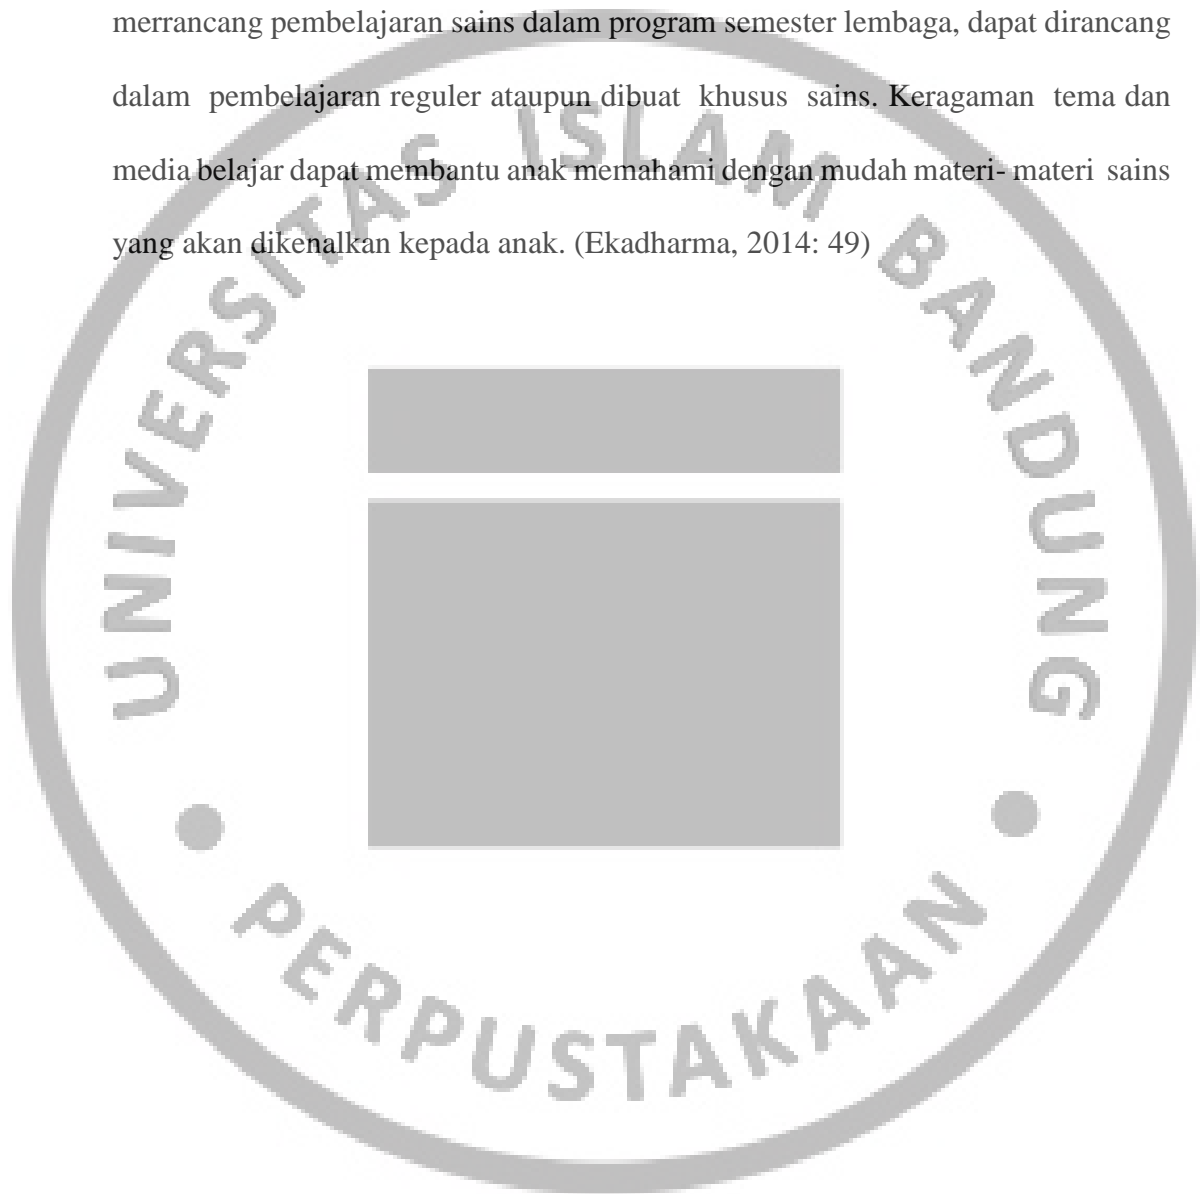 merrancang pembelajaran sains dalam program semester lembaga, dapat dirancang
dalam pembelajaran reguler ataupun dibuat khusus sains. Keragaman tema dan
media belajar dapat membantu anak memahami dengan mudah materi- materi sains
yang akan dikenalkan kepada anak. (Ekadharma, 2014: 49)
UNIVERSITAS ISLAM BANDUNG
PERPUSTAKAAN